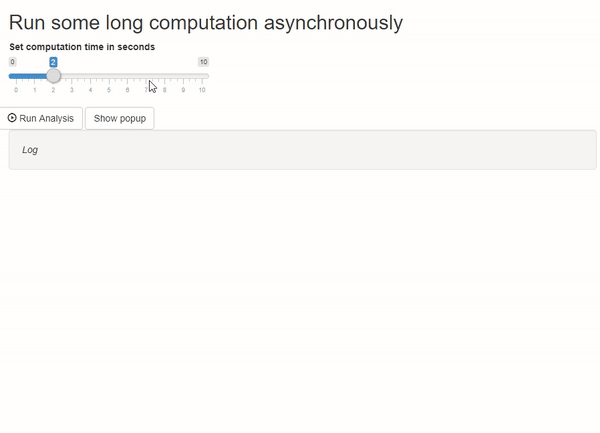 Run some long computation asynchronously
Set computation time in seconds
0 2 10
0 1 2 3 4 5 6 7 8 9 10
Run Analysis Show popup
Log